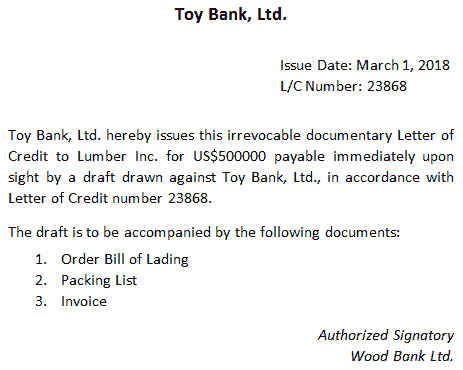 Toy Bank, Ltd.
Issue Date: March 1, 2018
L/C Number: 23868
Toy Bank, Ltd. hereby issues this irrevocable documentary Letter of
Credit to Lumber Inc. for US$500000 payable immediately upon
sight by a draft drawn against Toy Bank, Ltd., in accordance with
Letter of Credit number 23868.
The draft is to be accompanied by the following documents:
1. Order Bill of Lading
2. Packing List
3. Invoice
Authorized Signatory
Wood Bank Ltd.